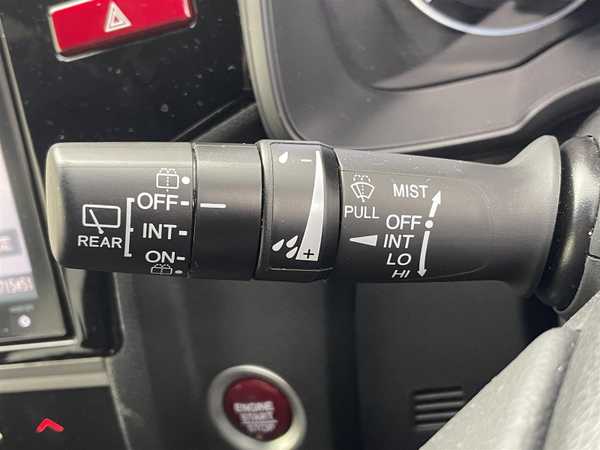 OFF
INT
ON
REAR
-
+
PULL
MIST
OFF
INT
LO
HI
ENGINE
START
STOP